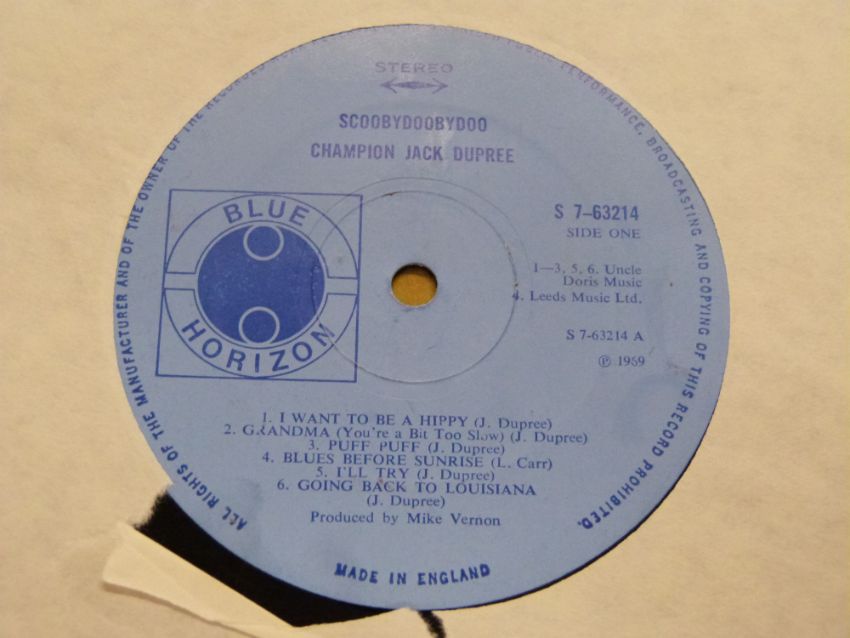 STEREO
SCOOBYDOOBYDOO
CHAMPION JACK DUPREE
BLUE
HORIZON
S 7-63214
SIDE ONE
1—3, 5, 6. Uncle
Doris Music
4. Leeds Music Ltd.
S 7-63214 A
℗ 1969
1. I WANT TO BE A HIPPY (J. Dupree)
2. GRANDMA (You're a Bit Too Slow) (J. Dupree)
3. PUFF PUFF (J. Dupree)
4. BLUES BEFORE SUNRISE (L. Carr)
5. I'LL TRY (J. Dupree)
6. GOING BACK TO LOUISIANA
(J. Dupree)
Produced by Mike Vernon
ALL RIGHTS OF THE MANUFACTURER AND OF THE OWNER OF THE RECORDED PERFORMANCE, BROADCASTING AND COPYING OF THIS RECORD PROHIBITED.
MADE IN ENGLAND